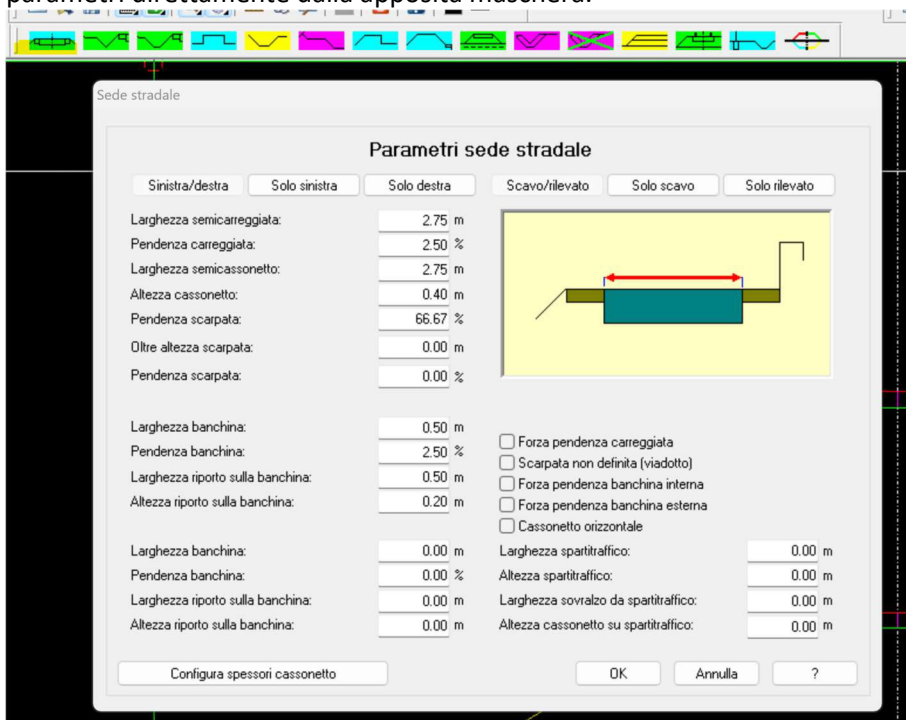 parametri direttamente dalla apposita maschera.
Sede stradale
Parametri sede stradale
Sinistra/destra Solo sinistra Solo destra Scavo/rilevato Solo scavo Solo rilevato
Larghezza semicarreggiata: 2.75 m
Pendenza carreggiata: 2.50 %
Larghezza semicassonetto: 2.75 m
Altezza cassonetto: 0.40 m
Pendenza scarpata: 66.67 %
Oltre altezza scarpata: 0.00 m
Pendenza scarpata: 0.00 %
Larghezza banchina: 0.50 m
Pendenza banchina: 2.50 %
Larghezza riporto sulla banchina: 0.50 m
Altezza riporto sulla banchina: 0.20 m
Forza pendenza carreggiata
Scarpata non definita (viadotto)
Forza pendenza banchina interna
Forza pendenza banchina esterna
Cassonetto orizzontale
Larghezza banchina: 0.00 m
Pendenza banchina: 0.00 %
Larghezza riporto sulla banchina: 0.00 m
Altezza riporto sulla banchina: 0.00 m
Larghezza spartitraffico: 0.00 m
Altezza spartitraffico: 0.00 m
Larghezza sovralzo da spartitraffico: 0.00 m
Altezza cassonetto su spartitraffico: 0.00 m
Configura spessori cassonetto OK Annulla ?